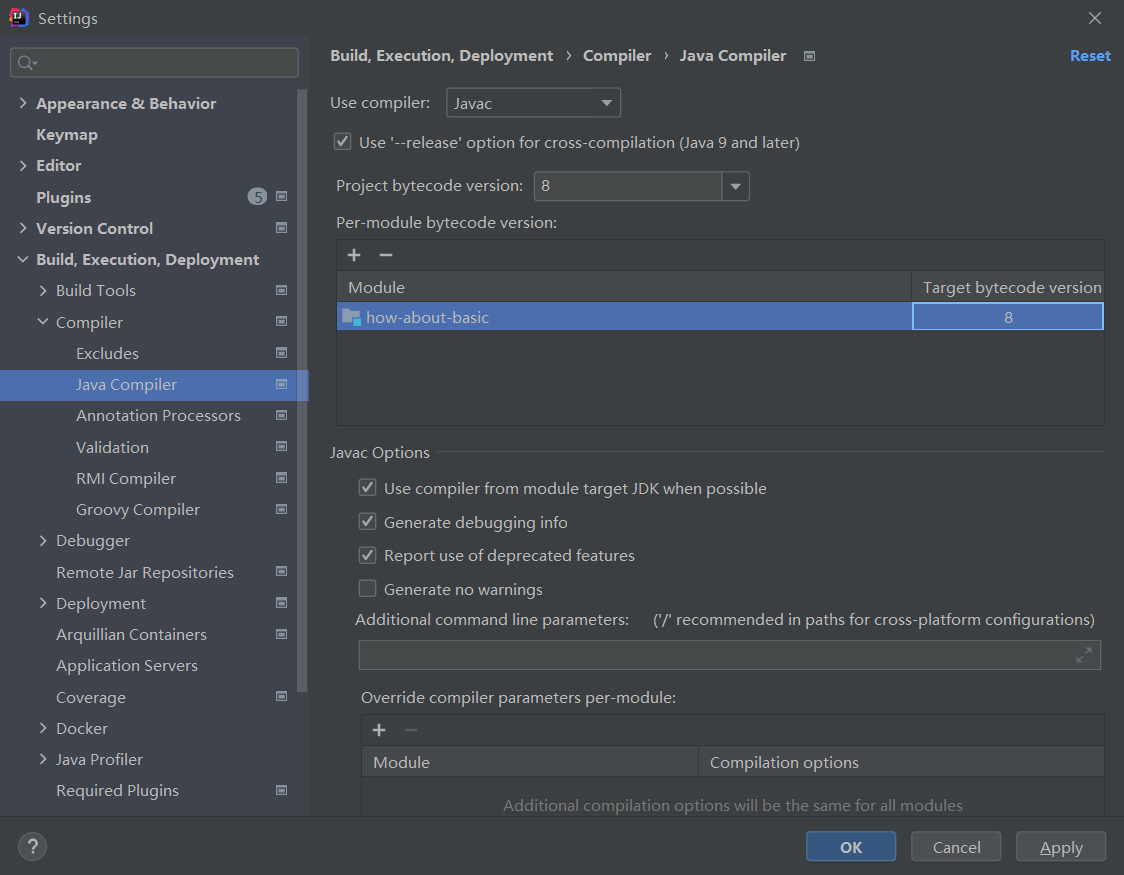 Settings
Build, Execution, Deployment › Compiler › Java Compiler
Reset
Appearance & Behavior
Keymap
Editor
Plugins 5
Version Control
Build, Execution, Deployment
Build Tools
Compiler
Excludes
Java Compiler
Annotation Processors
Validation
RMI Compiler
Groovy Compiler
Debugger
Remote Jar Repositories
Deployment
Arquillian Containers
Application Servers
Coverage
Docker
Java Profiler
Required Plugins
Use compiler: Javac
Use '--release' option for cross-compilation (Java 9 and later)
Project bytecode version: 8
Per-module bytecode version:
Module Target bytecode version
how-about-basic 8
Javac Options
Use compiler from module target JDK when possible
Generate debugging info
Report use of deprecated features
Generate no warnings
Additional command line parameters: ('/' recommended in paths for cross-platform configurations)
Override compiler parameters per-module:
Module Compilation options
Additional compilation options will be the same for all modules
? OK Cancel Apply